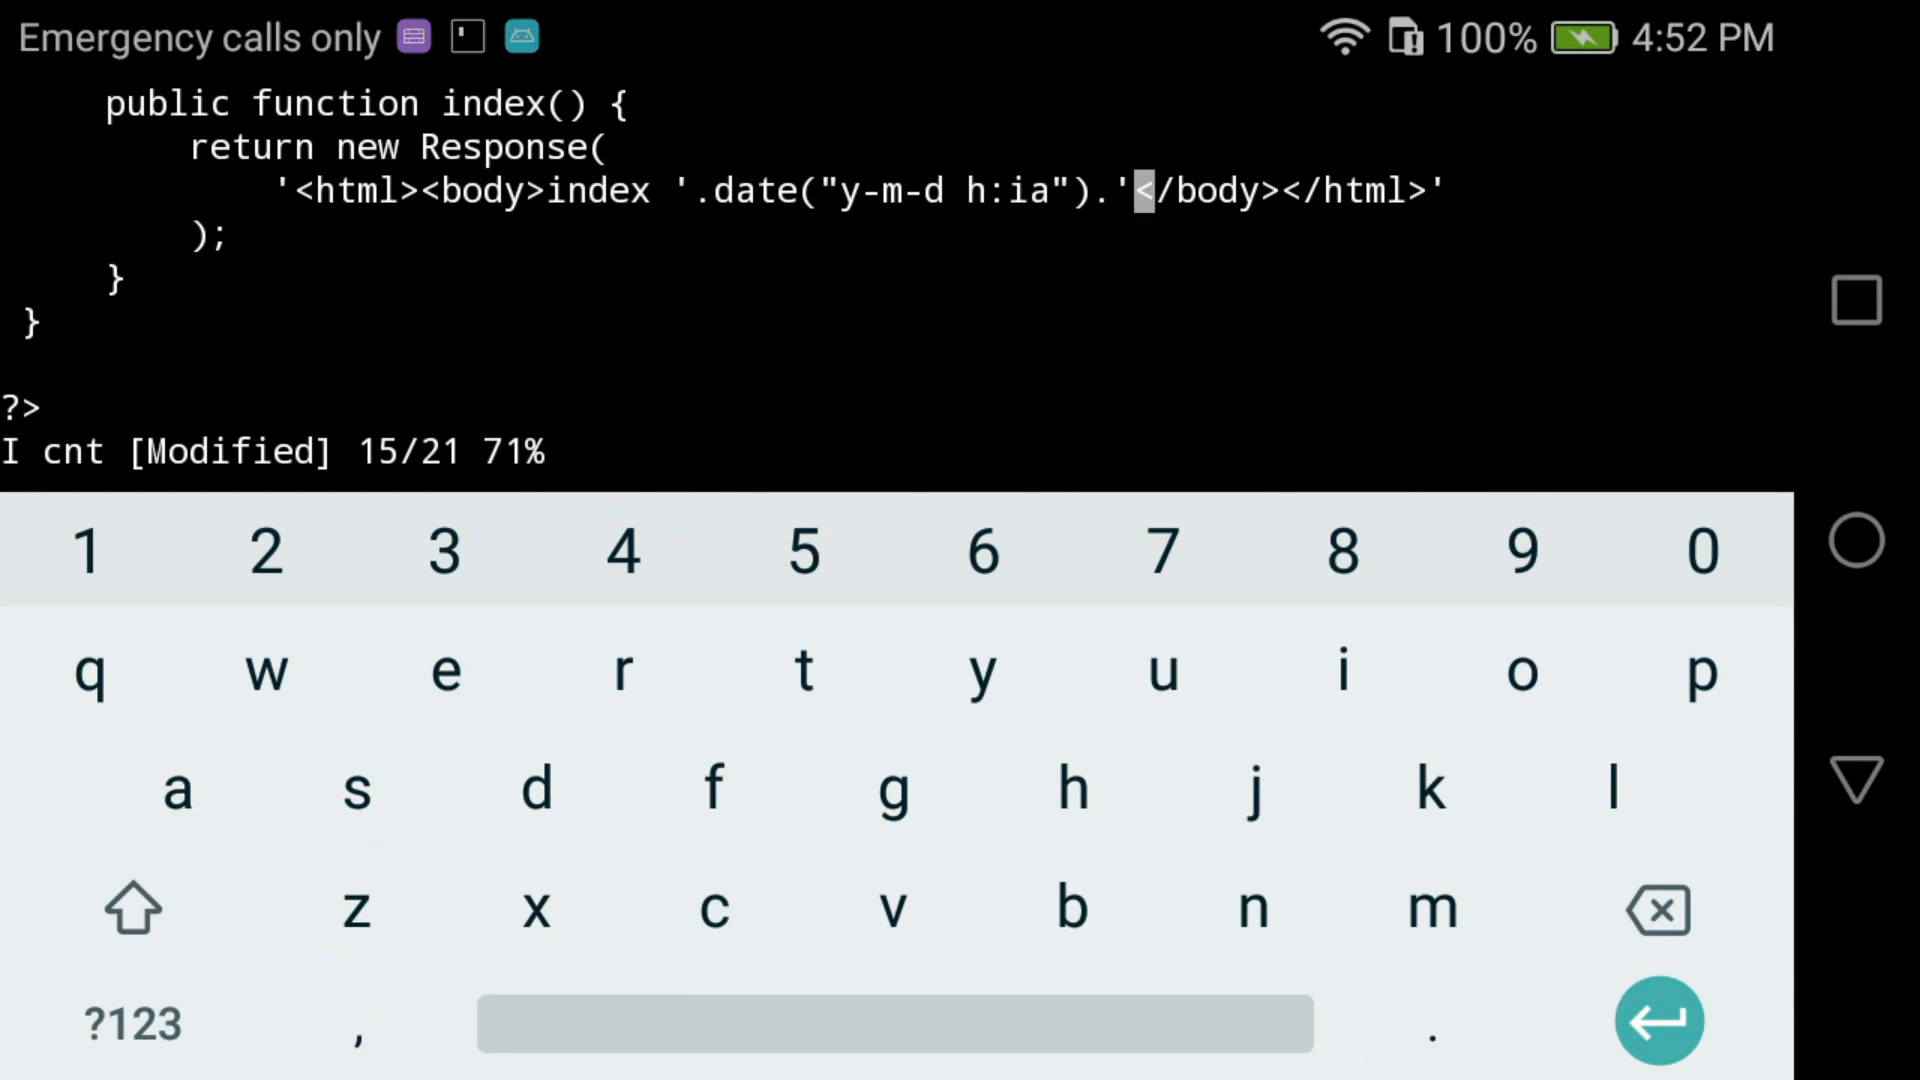 Emergency calls only 100% 4:52 PM
public function index() {
return new Response(
'<html><body>index '.date("y-m-d h:ia").'</body></html>'
);
}
}
?>
I cnt [Modified] 15/21 71%
1 2 3 4 5 6 7 8 9 0
q w e r t y u i o p
a s d f g h j k l
z x c v b n m
?123 , .